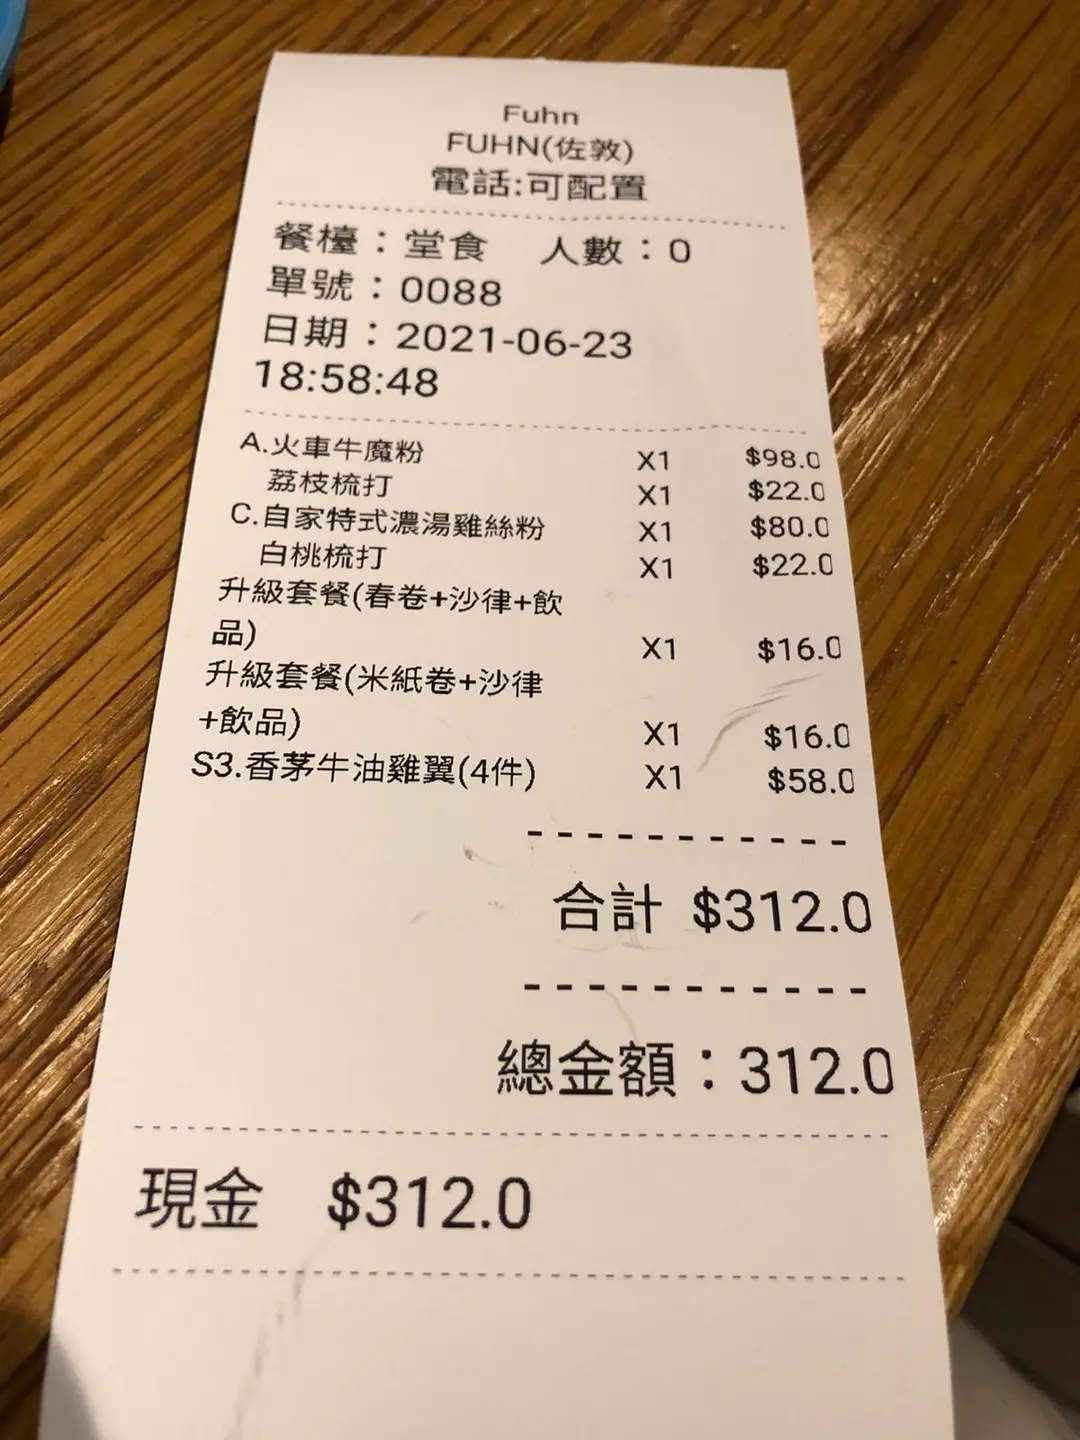 Fuhn
FUHN(佐敦)
電話:可配置
餐檯：堂食 人數：0
單號：0088
日期：2021-06-23
18:58:48
A.火車牛魔粉 X1 $98.0
荔枝梳打 X1 $22.0
C.自家特式濃湯雞絲粉 X1 $80.0
白桃梳打 X1 $22.0
升級套餐(春卷+沙律+飲
品) X1 $16.0
升級套餐(米紙卷+沙律
+飲品) X1 $16.0
S3.香茅牛油雞翼(4件) X1 $58.0
合計 $312.0
總金額：312.0
現金 $312.0